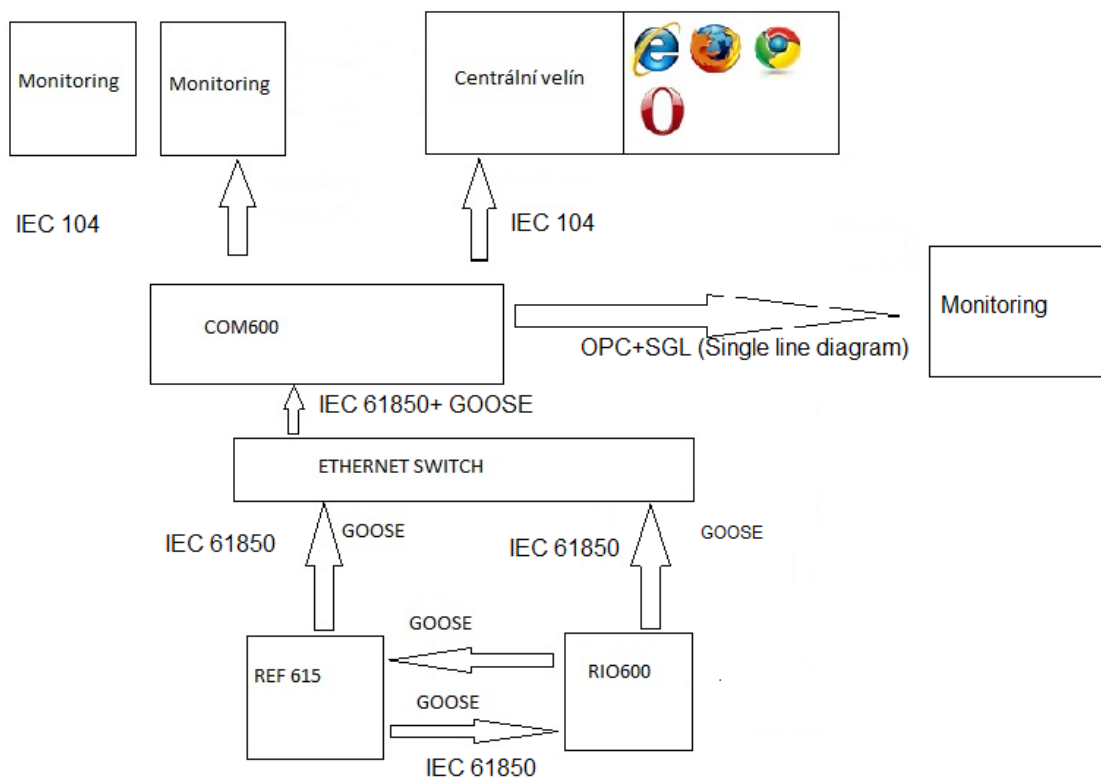 Monitoring
Monitoring
Centrální velín
IEC 104
IEC 104
COM600
Monitoring
OPC+SGL (Single line diagram)
IEC 61850+ GOOSE
ETHERNET SWITCH
IEC 61850
GOOSE
IEC 61850
GOOSE
GOOSE
REF 615
RIO600
GOOSE
IEC 61850